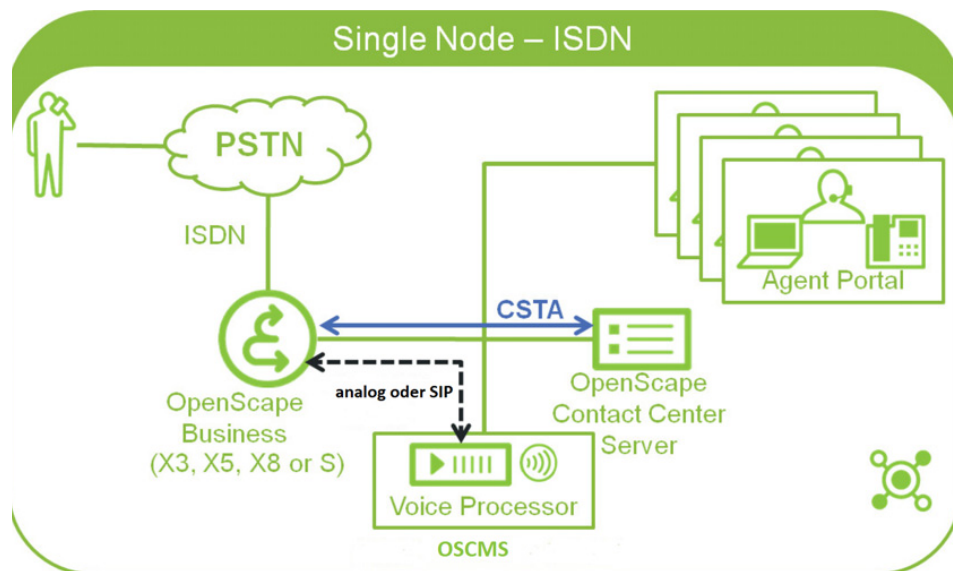 Single Node – ISDN
PSTN
ISDN
Agent Portal
CSTA
analog oder SIP
OpenScape
Business
(X3, X5, X8 or S)
OpenScape
Contact Center
Server
Voice Processor
OSCMS